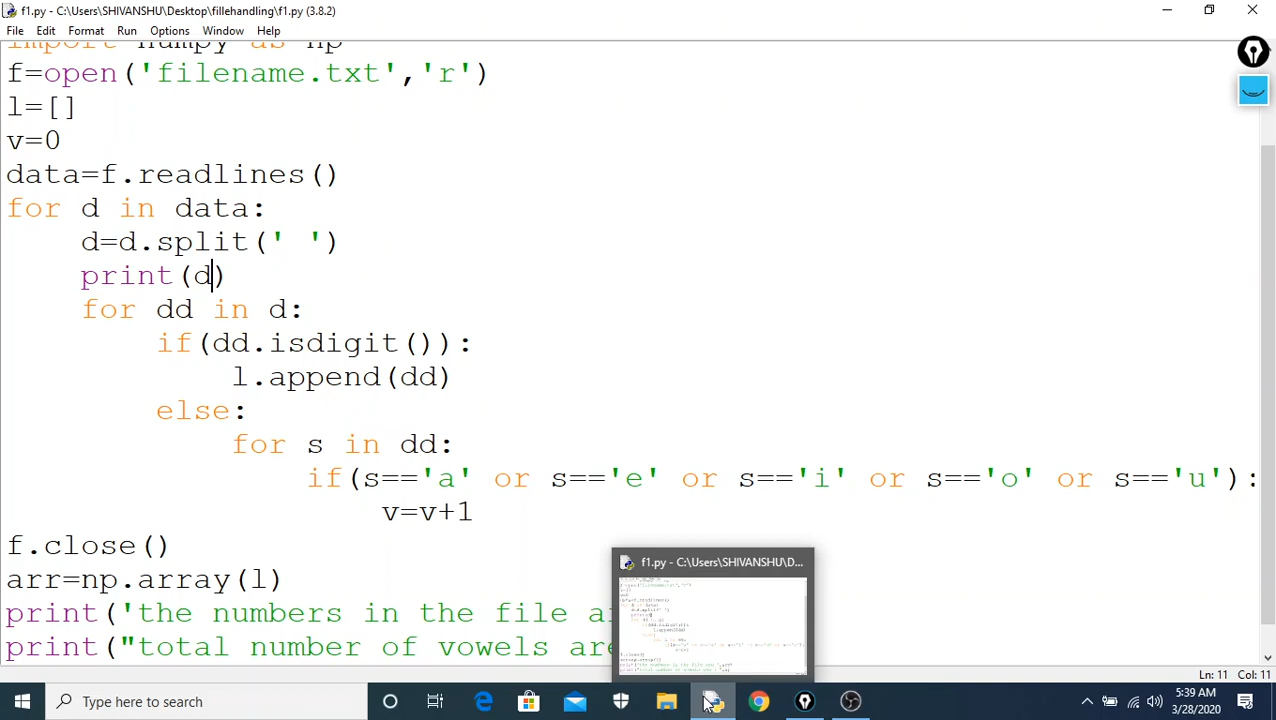 f1.py - C:\Users\SHIVANSHU\Desktop\fillehandling\f1.py (3.8.2)
File Edit Format Run Options Window Help
import numpy as np
f=open('filename.txt','r')
l=[]
v=0
data=f.readlines()
for d in data:
    d=d.split(' ')
    print(d)
    for dd in d:
        if(dd.isdigit()):
            l.append(dd)
        else:
            for s in dd:
                if(s=='a' or s=='e' or s=='i' or s=='o' or s=='u'):
                    v=v+1
f.close()
arr=np.array(l)
print('the numbers in the file a
print("total number of vowels are
f1.py - C:\Users\SHIVANSHU\D...
Ln: 11 Col: 11
Type here to search
5:39 AM
3/28/2020